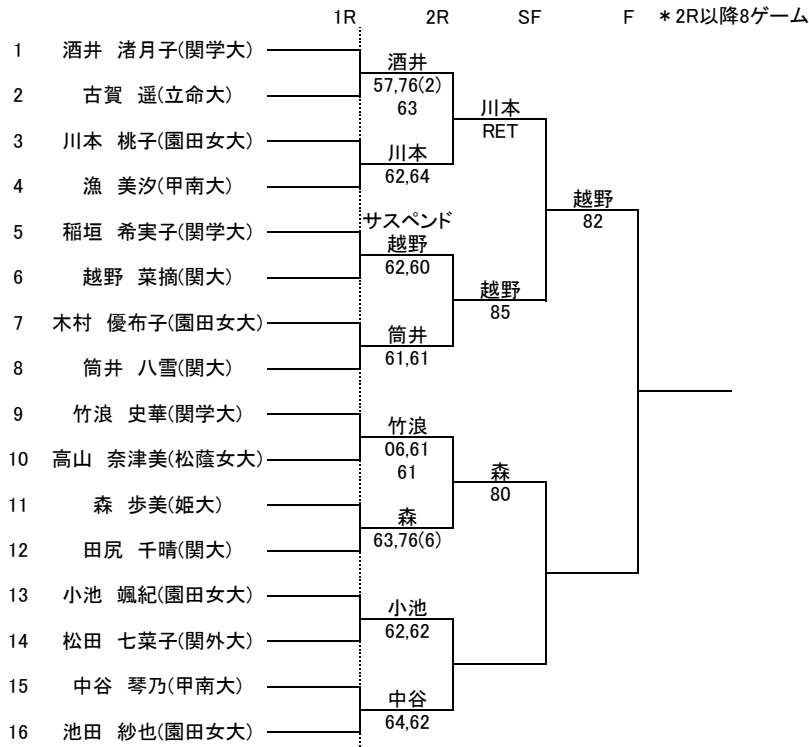 1R 2R SF F ＊2R以降8ゲーム
1 酒井 渚月子(関学大)
2 古賀 遥(立命大)
3 川本 桃子(園田女大)
4 漁 美汐(甲南大)
5 稲垣 希実子(関学大)
6 越野 菜摘(関大)
7 木村 優布子(園田女大)
8 筒井 八雪(関大)
9 竹浪 史華(関学大)
10 高山 奈津美(松蔭女大)
11 森 歩美(姫大)
12 田尻 千晴(関大)
13 小池 颯紀(園田女大)
14 松田 七菜子(関外大)
15 中谷 琴乃(甲南大)
16 池田 紗也(園田女大)
酒井
57,76(2)
63
川本
62,64
サスペンド
越野
62,60
筒井
61,61
竹浪
06,61
61
森
63,76(6)
小池
62,62
中谷
64,62
川本
RET
越野
85
森
80
越野
82